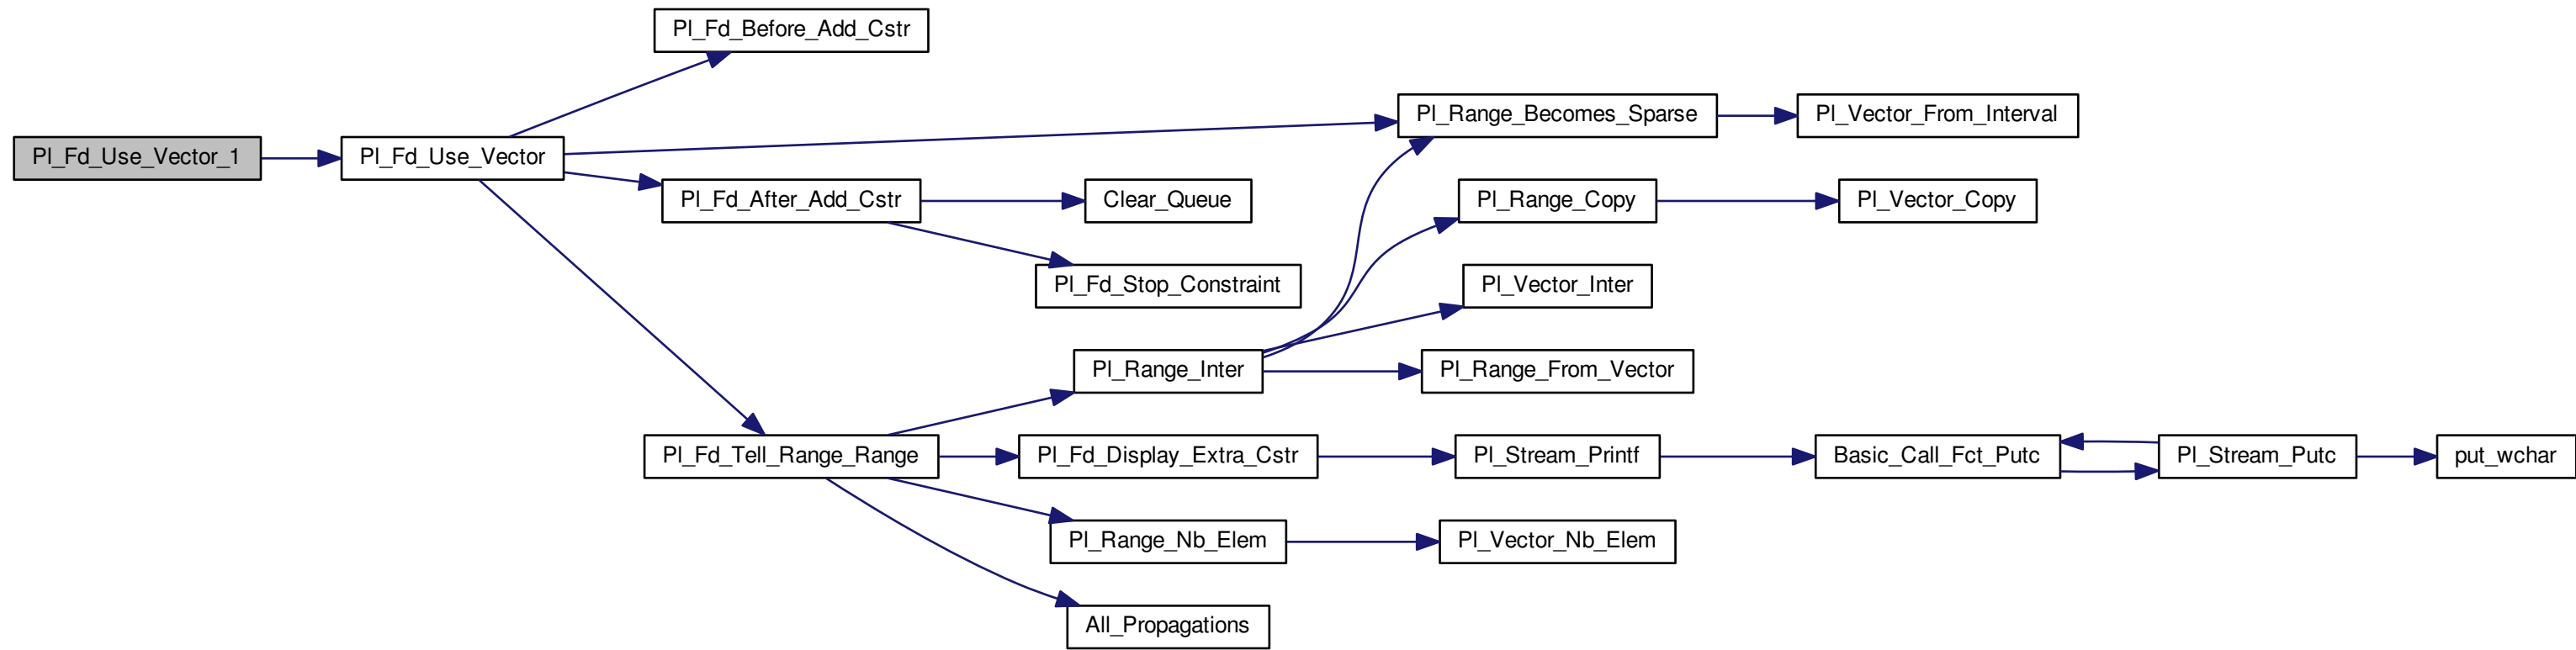 Pl_Fd_Before_Add_Cstr
Pl_Range_Becomes_Sparse
Pl_Vector_From_Interval
Pl_Fd_Use_Vector_1
Pl_Fd_Use_Vector
Pl_Fd_After_Add_Cstr
Clear_Queue
Pl_Range_Copy
Pl_Vector_Copy
Pl_Fd_Stop_Constraint
Pl_Vector_Inter
Pl_Range_Inter
Pl_Range_From_Vector
Pl_Fd_Tell_Range_Range
Pl_Fd_Display_Extra_Cstr
Pl_Stream_Printf
Basic_Call_Fct_Putc
Pl_Stream_Putc
put_wchar
Pl_Range_Nb_Elem
Pl_Vector_Nb_Elem
All_Propagations